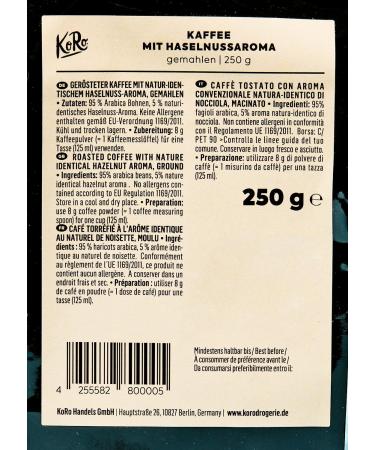 KoRo
KAFFEE
MIT HASELNUSSAROMA
gemahlen | 250 g
DE GERÖSTETER KAFFEE MIT NATUR-IDEN-
TISCHEM HASELNUSS-AROMA, GEMAHLEN
• Zutaten: 95 % Arabica Bohnen, 5 % naturi-
dentisches Haselnuss-Aroma. Keine Allergene
enthalten gemäß EU-Verordnung 1169/2011.
Kühl und trocken lagern. • Zubereitung: 8 g
Kaffeepulver (= 1 Kaffeemesslöffel) für eine
Tasse (125 ml) verwenden.
GB ROASTED COFFEE WITH NATURE
IDENTICAL HAZELNUT AROMA, GROUND
• Ingredients: 95% arabica beans, 5% nature
identical hazelnut aroma . No allergens con-
tained according to EU Regulation 1169/2011.
Store in a cool and dry place. • Preparation:
use 8 g coffee powder (= 1 coffee measuring
spoon) for one cup (125 ml).
FR CAFÉ TORRÉFIÉ À L'ARÔME IDENTIQUE
AU NATUREL DE NOISETTE, MOULU • Ingré-
dients : 95 % haricots arabica, 5 % arôme iden-
tique au naturel de noisette. Conformément
au règlement de l'UE 1169/2011, ce produit ne
contient aucun allergène. À conserver dans un
endroit frais et sec. • Préparation : utiliser 8 g
de café en poudre (= 1 dose de café) pour une
tasse (125 ml).
IT CAFFÈ TOSTATO CON AROMA
CONVENZIONALE NATURA-IDENTICO DI
NOCCIOLA, MACINATO • Ingredienti: 95%
fagioli arabica, 5% aroma natura-identico di
nocciola. Non contiene allergeni in conformità
con il Regolamento UE 1169/2011. Borsa: C/
PET 90 >Controlla le linee guida del tuo
comune. Conservare in luogo fresco e asciutto.
• Preparazione: utilizzare 8 g di polvere di
caffè (= 1 misurino da caffè) per una tazza
(125 ml).
250 g ℮
Mindestens haltbar bis / Best before /
À consommer de préférence avant le /
Da consumarsi preferibilmente entro il:
4 255582 800005
KoRo Handels GmbH | Hauptstraße 26, 10827 Berlin, Germany | www.korodrogerie.de